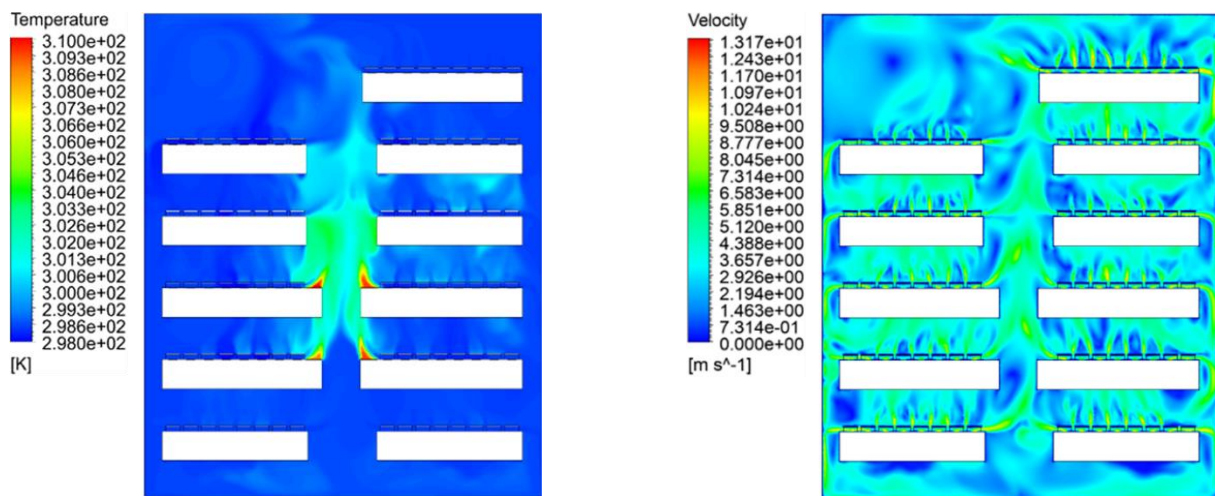 Temperature
3.100e+02
3.086e+02
3.080e+02
3.073e+02
3.066e+02
3.060e+02
3.053e+02
3.046e+02
3.040e+02
3.033e+02
3.026e+02
3.020e+02
3.013e+02
3.006e+02
3.000e+02
2.993e+02
2.986e+02
2.980e+02
[K]
Velocity
1.317e+01
1.243e+01
1.170e+01
1.097e+01
1.024e+01
9.508e+00
8.777e+00
8.045e+00
7.314e+00
6.583e+00
5.851e+00
5.120e+00
4.388e+00
3.657e+00
2.926e+00
2.194e+00
1.463e+00
7.314e-01
0.000e+00
[m s^-1]